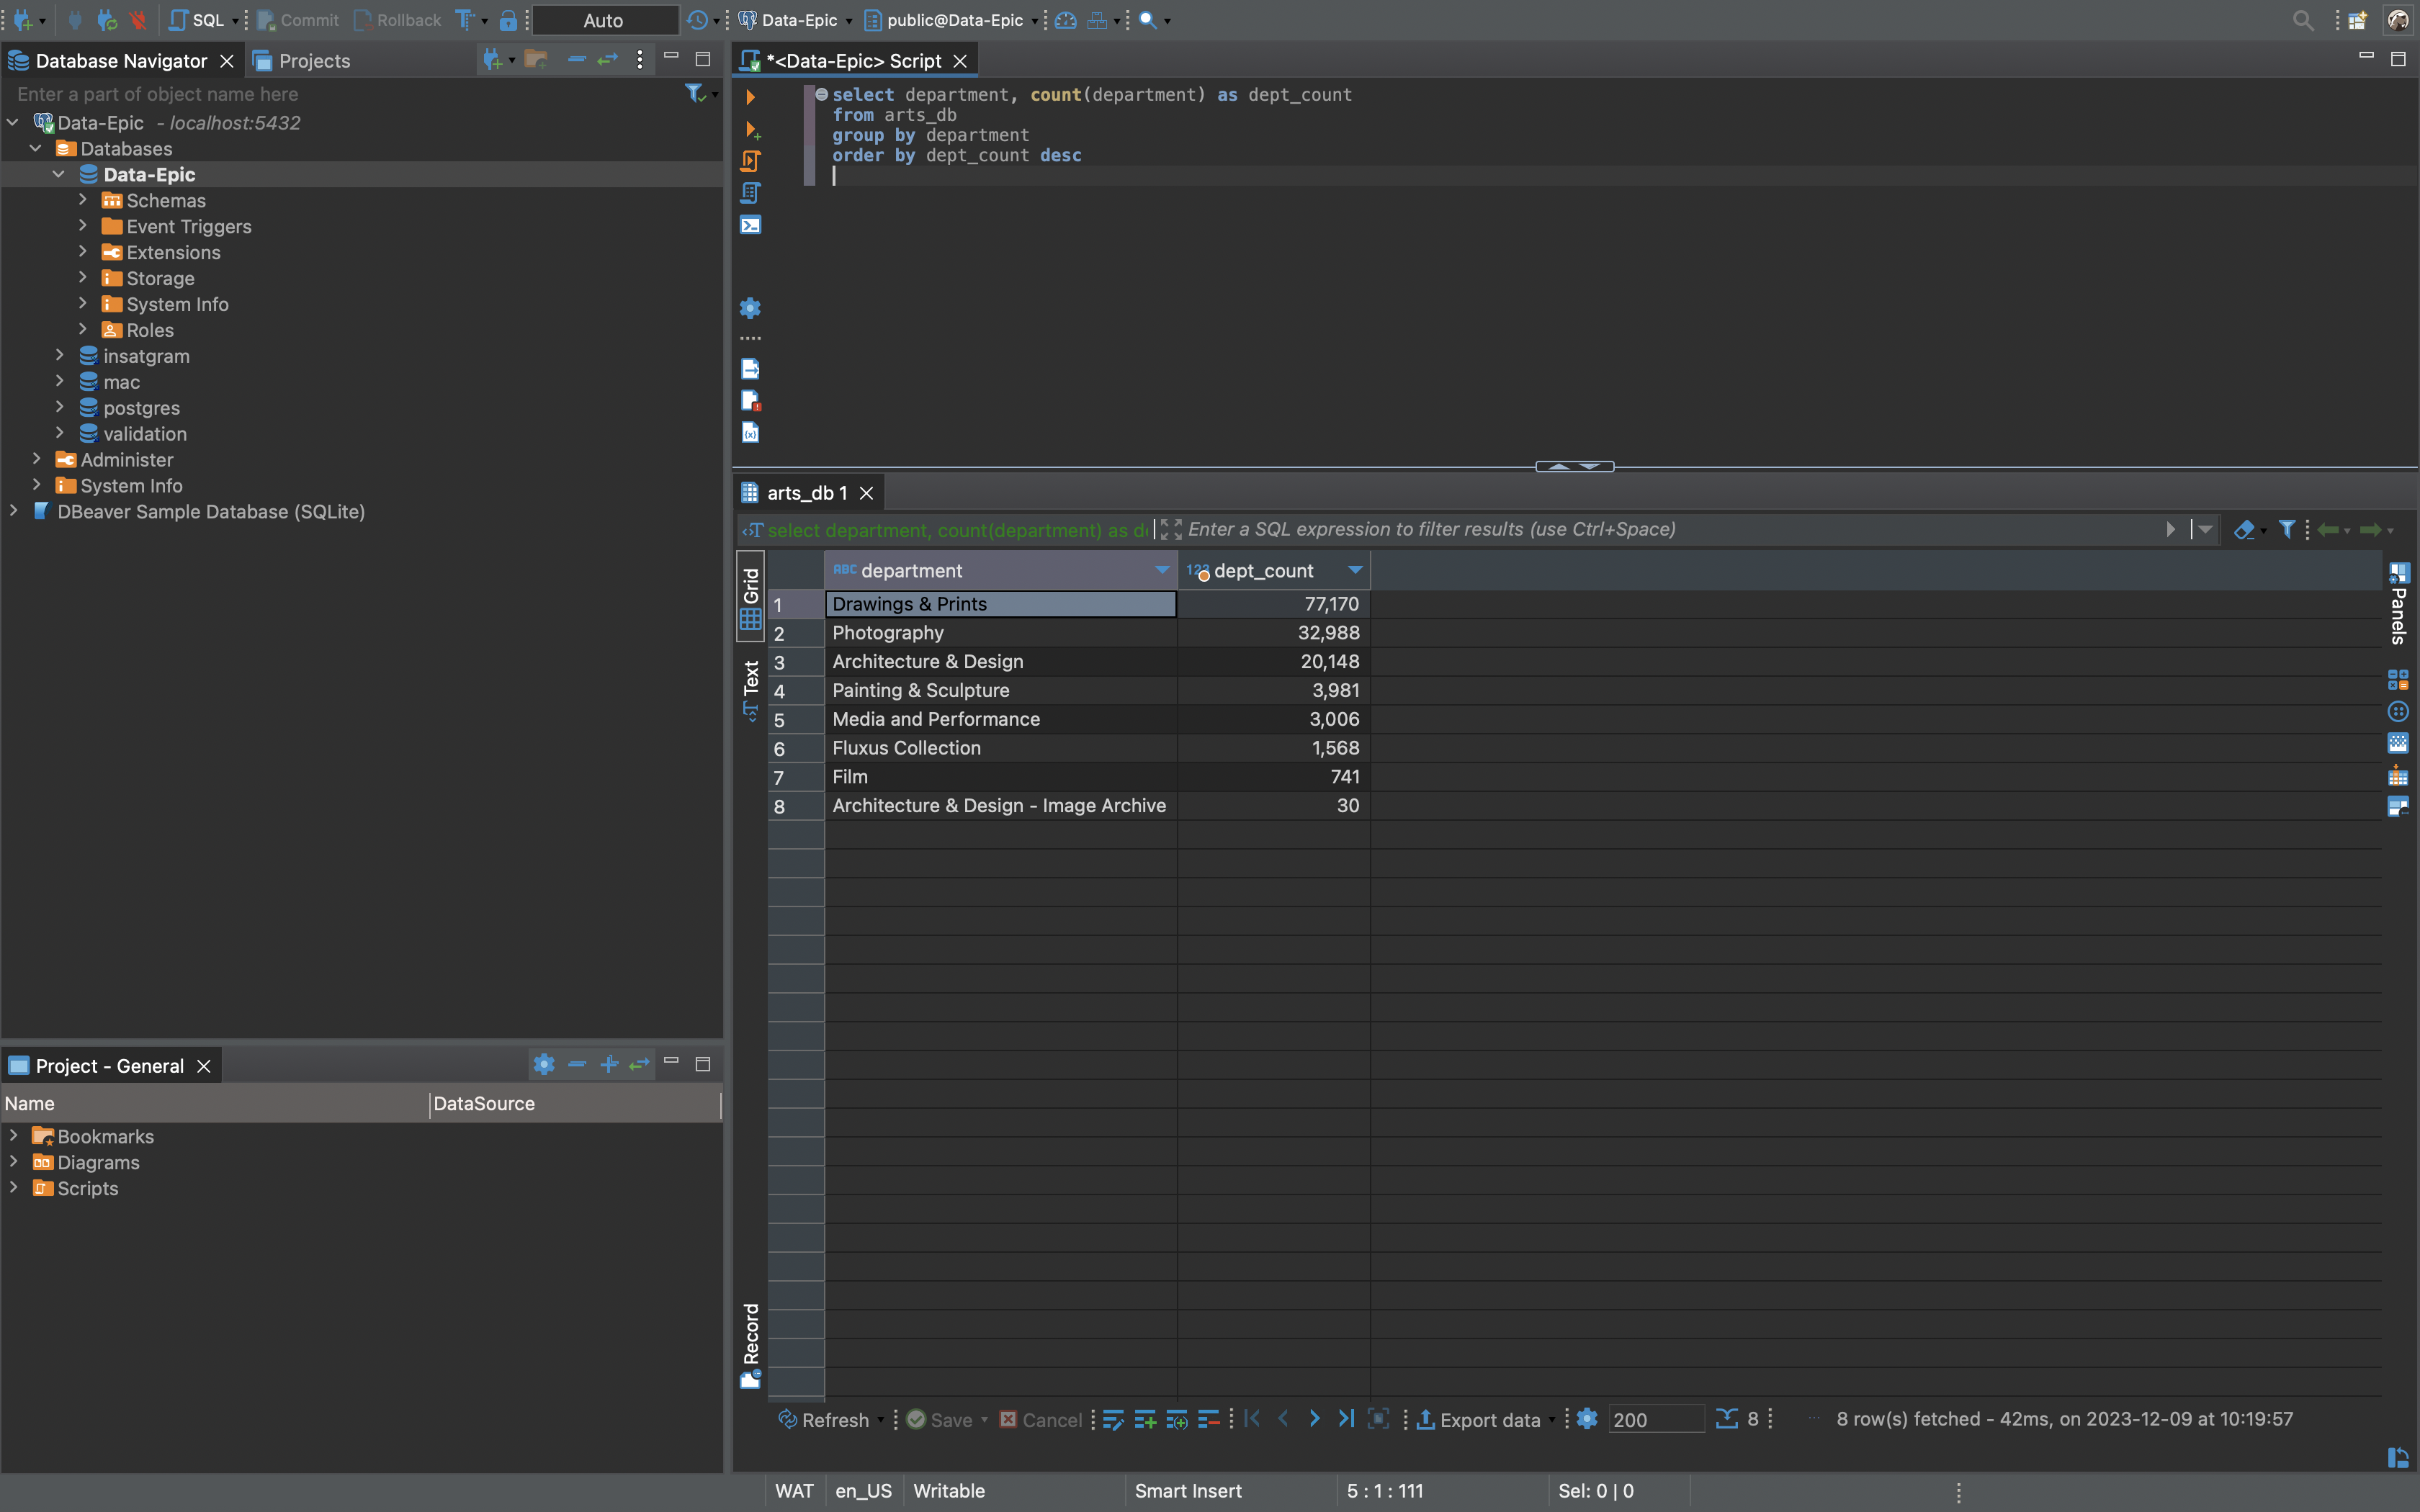 SQL
Commit
Rollback
Auto
Data-Epic
public@Data-Epic
Database Navigator
Projects
Enter a part of object name here
Data-Epic - localhost:5432
Databases
Data-Epic
Schemas
Event Triggers
Extensions
Storage
System Info
Roles
insatgram
mac
postgres
validation
Administer
System Info
DBeaver Sample Database (SQLite)
Project - General
Name DataSource
Bookmarks
Diagrams
Scripts
*<Data-Epic> Script
select department, count(department) as dept_count
from arts_db
group by department
order by dept_count desc
arts_db 1
select department, count(department) as de
Enter a SQL expression to filter results (use Ctrl+Space)
Grid
Text
Record
Panels
ABC department 123 dept_count
1 Drawings & Prints 77,170
2 Photography 32,988
3 Architecture & Design 20,148
4 Painting & Sculpture 3,981
5 Media and Performance 3,006
6 Fluxus Collection 1,568
7 Film 741
8 Architecture & Design - Image Archive 30
Refresh Save Cancel Export data 200 8 8 row(s) fetched - 42ms, on 2023-12-09 at 10:19:57
WAT en_US Writable Smart Insert 5 : 1 : 111 Sel: 0 | 0